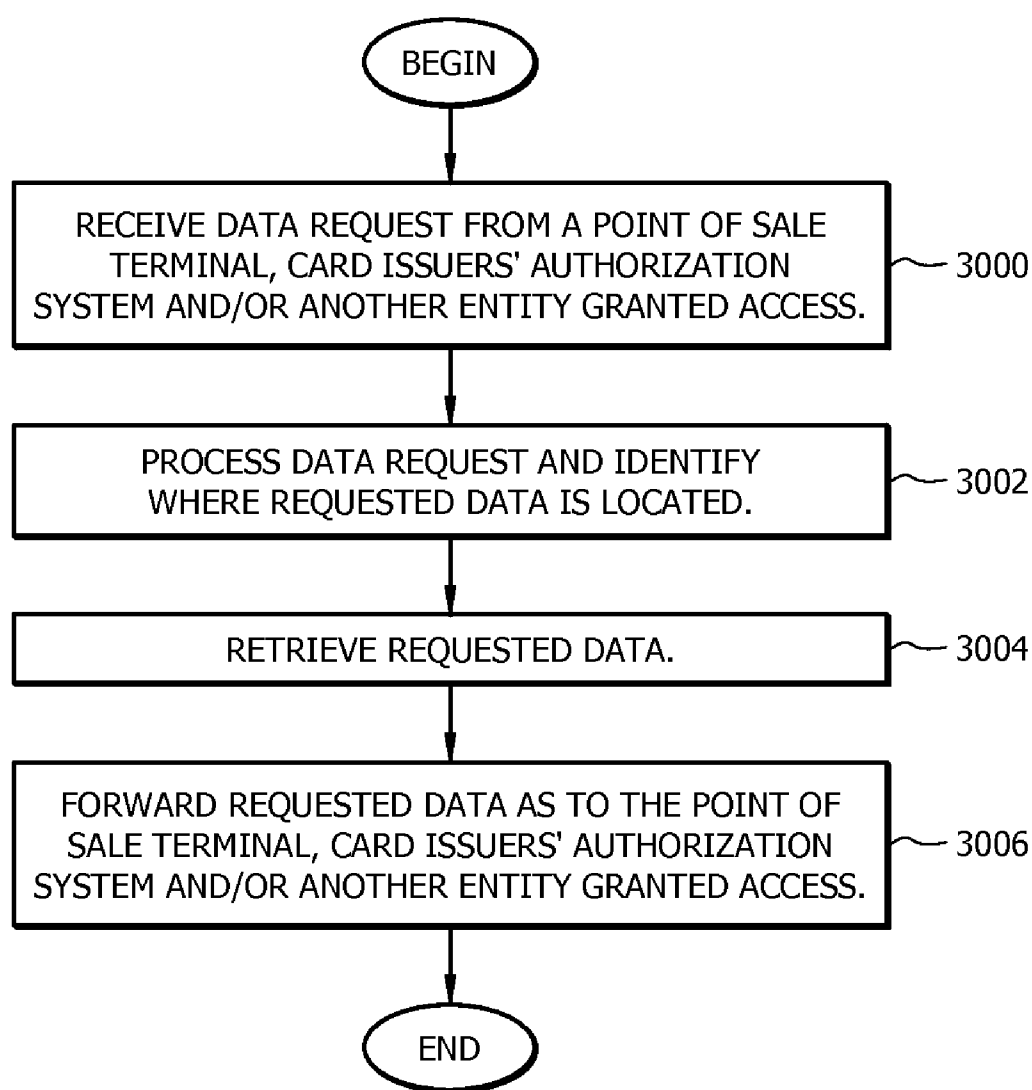 BEGIN
RECEIVE DATA REQUEST FROM A POINT OF SALE
TERMINAL, CARD ISSUERS' AUTHORIZATION
SYSTEM AND/OR ANOTHER ENTITY GRANTED ACCESS.
3000
PROCESS DATA REQUEST AND IDENTIFY
WHERE REQUESTED DATA IS LOCATED.
3002
RETRIEVE REQUESTED DATA.
3004
FORWARD REQUESTED DATA AS TO THE POINT OF
SALE TERMINAL, CARD ISSUERS' AUTHORIZATION
SYSTEM AND/OR ANOTHER ENTITY GRANTED ACCESS.
3006
END